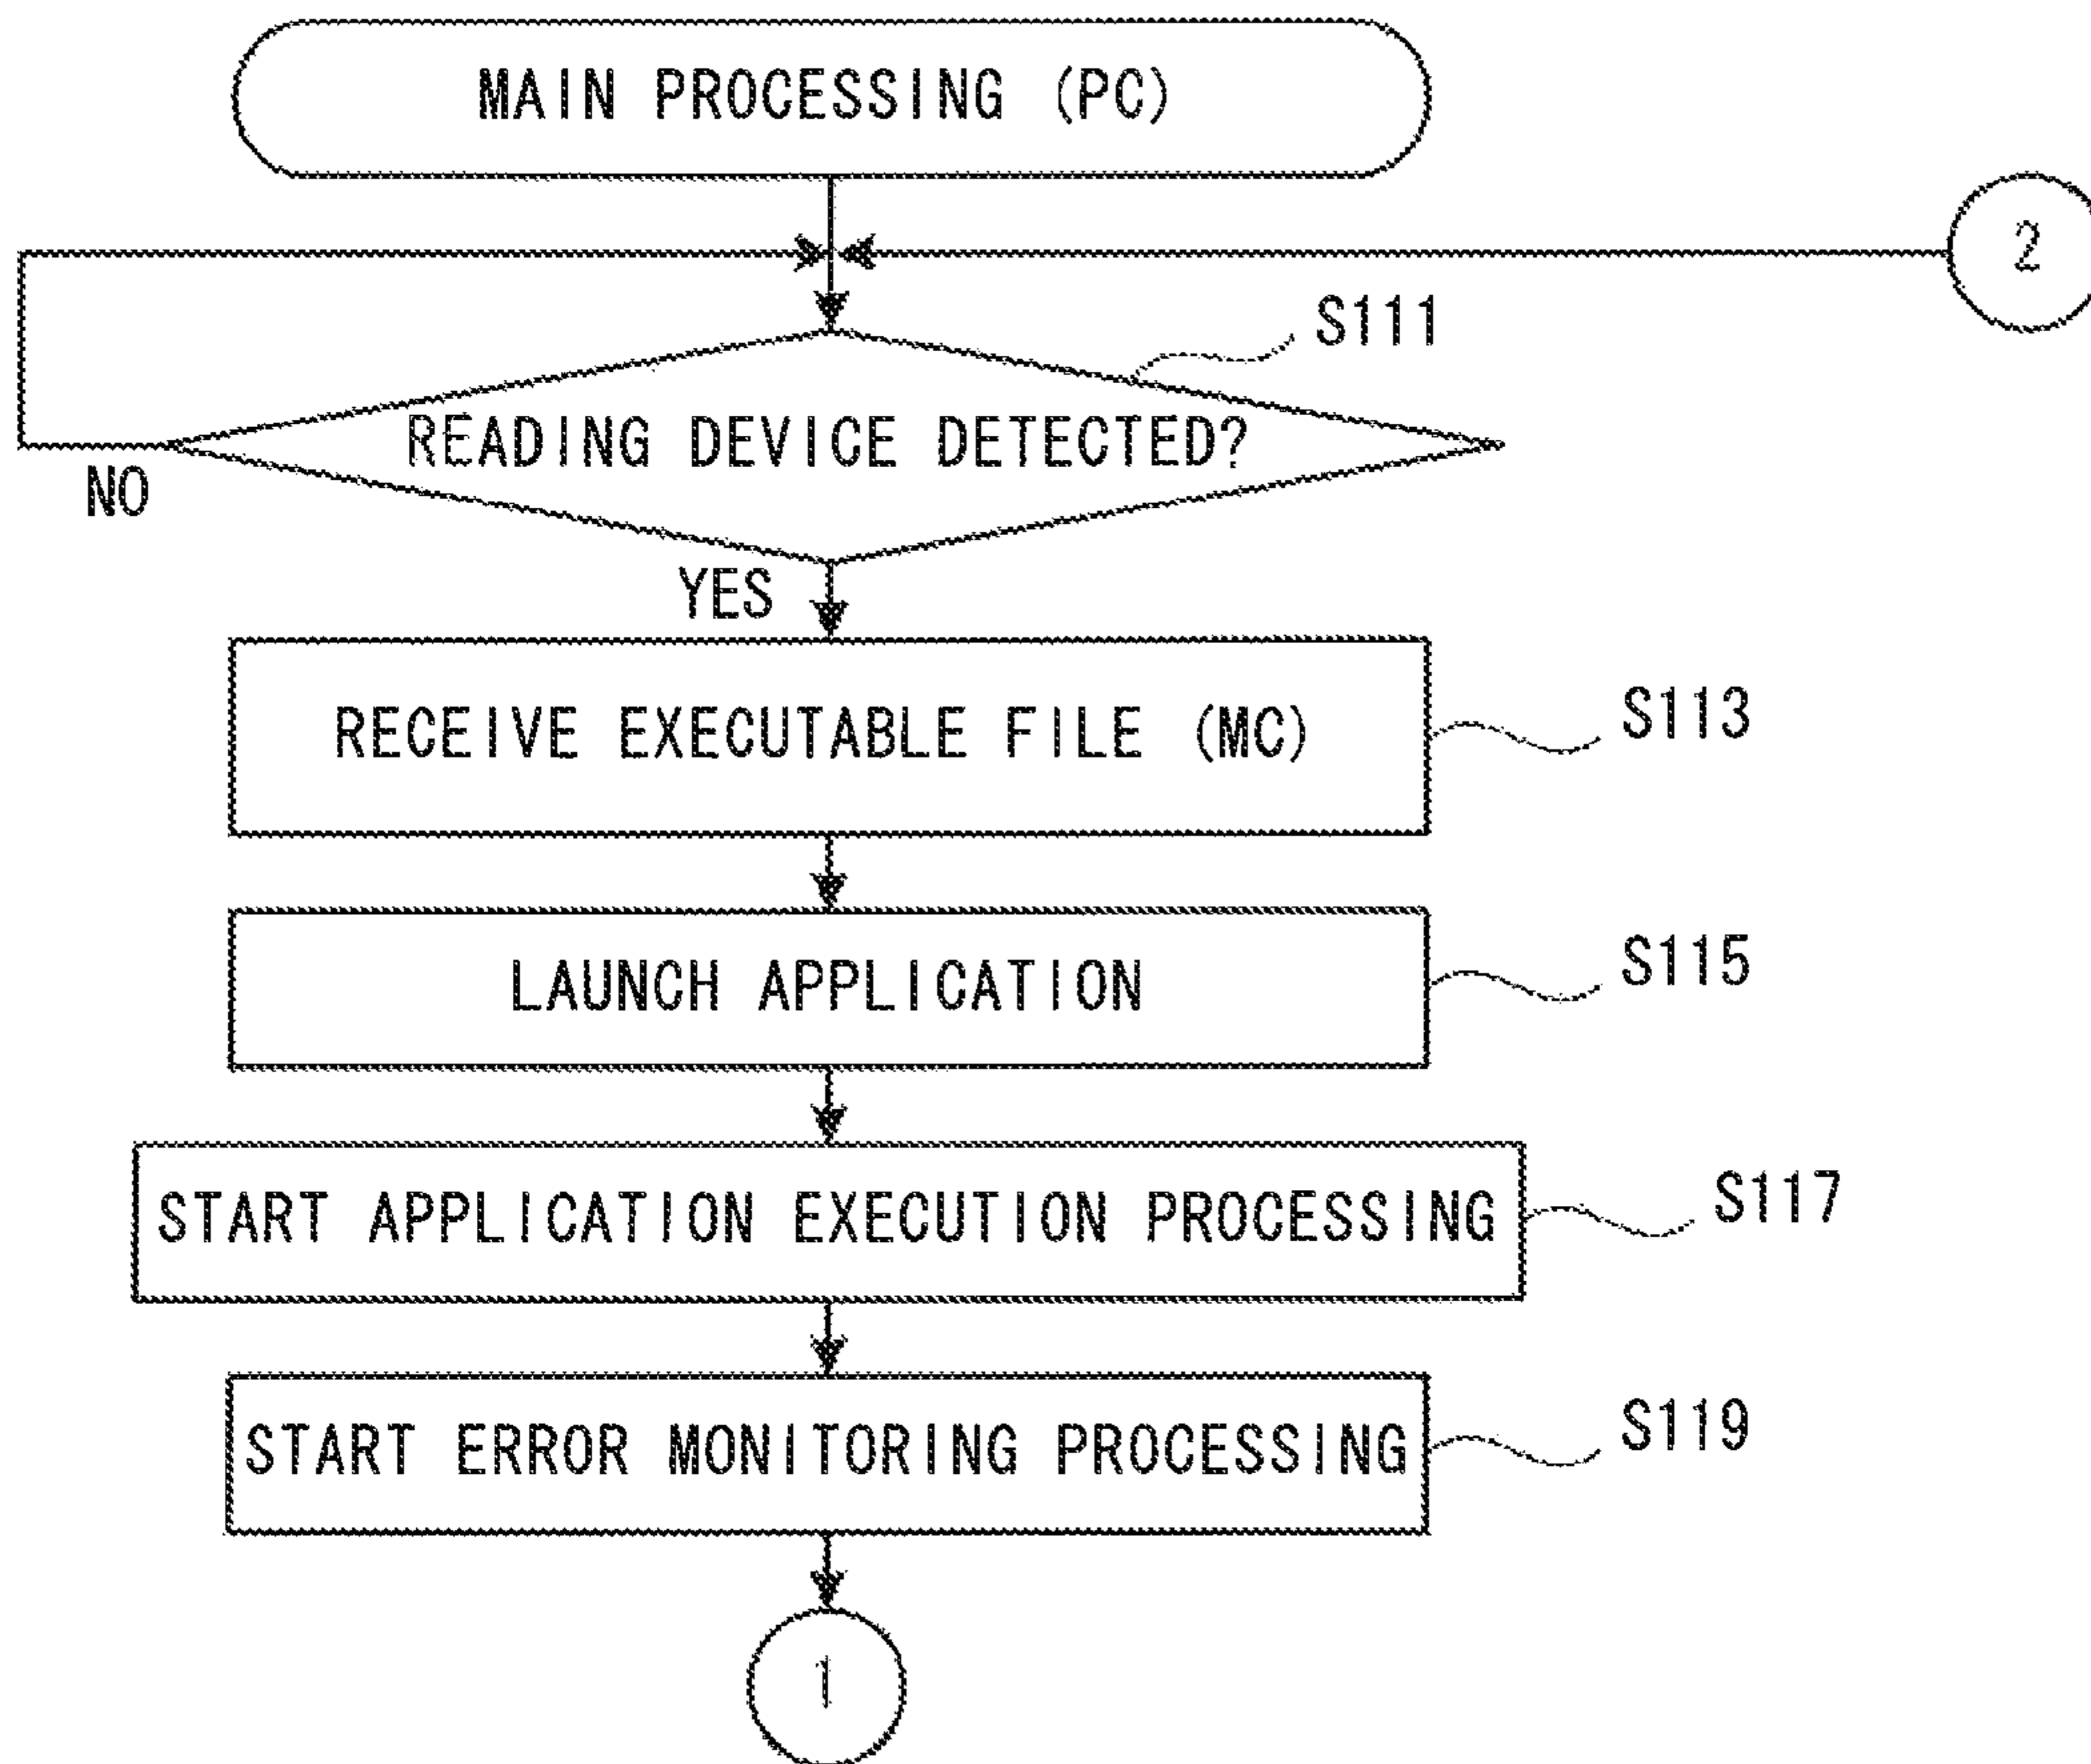 MAIN PROCESSING (PC)
2
S111
READING DEVICE DETECTED?
NO
YES
RECEIVE EXECUTABLE FILE (MC)
S113
LAUNCH APPLICATION
S115
START APPLICATION EXECUTION PROCESSING
S117
START ERROR MONITORING PROCESSING
S119
1